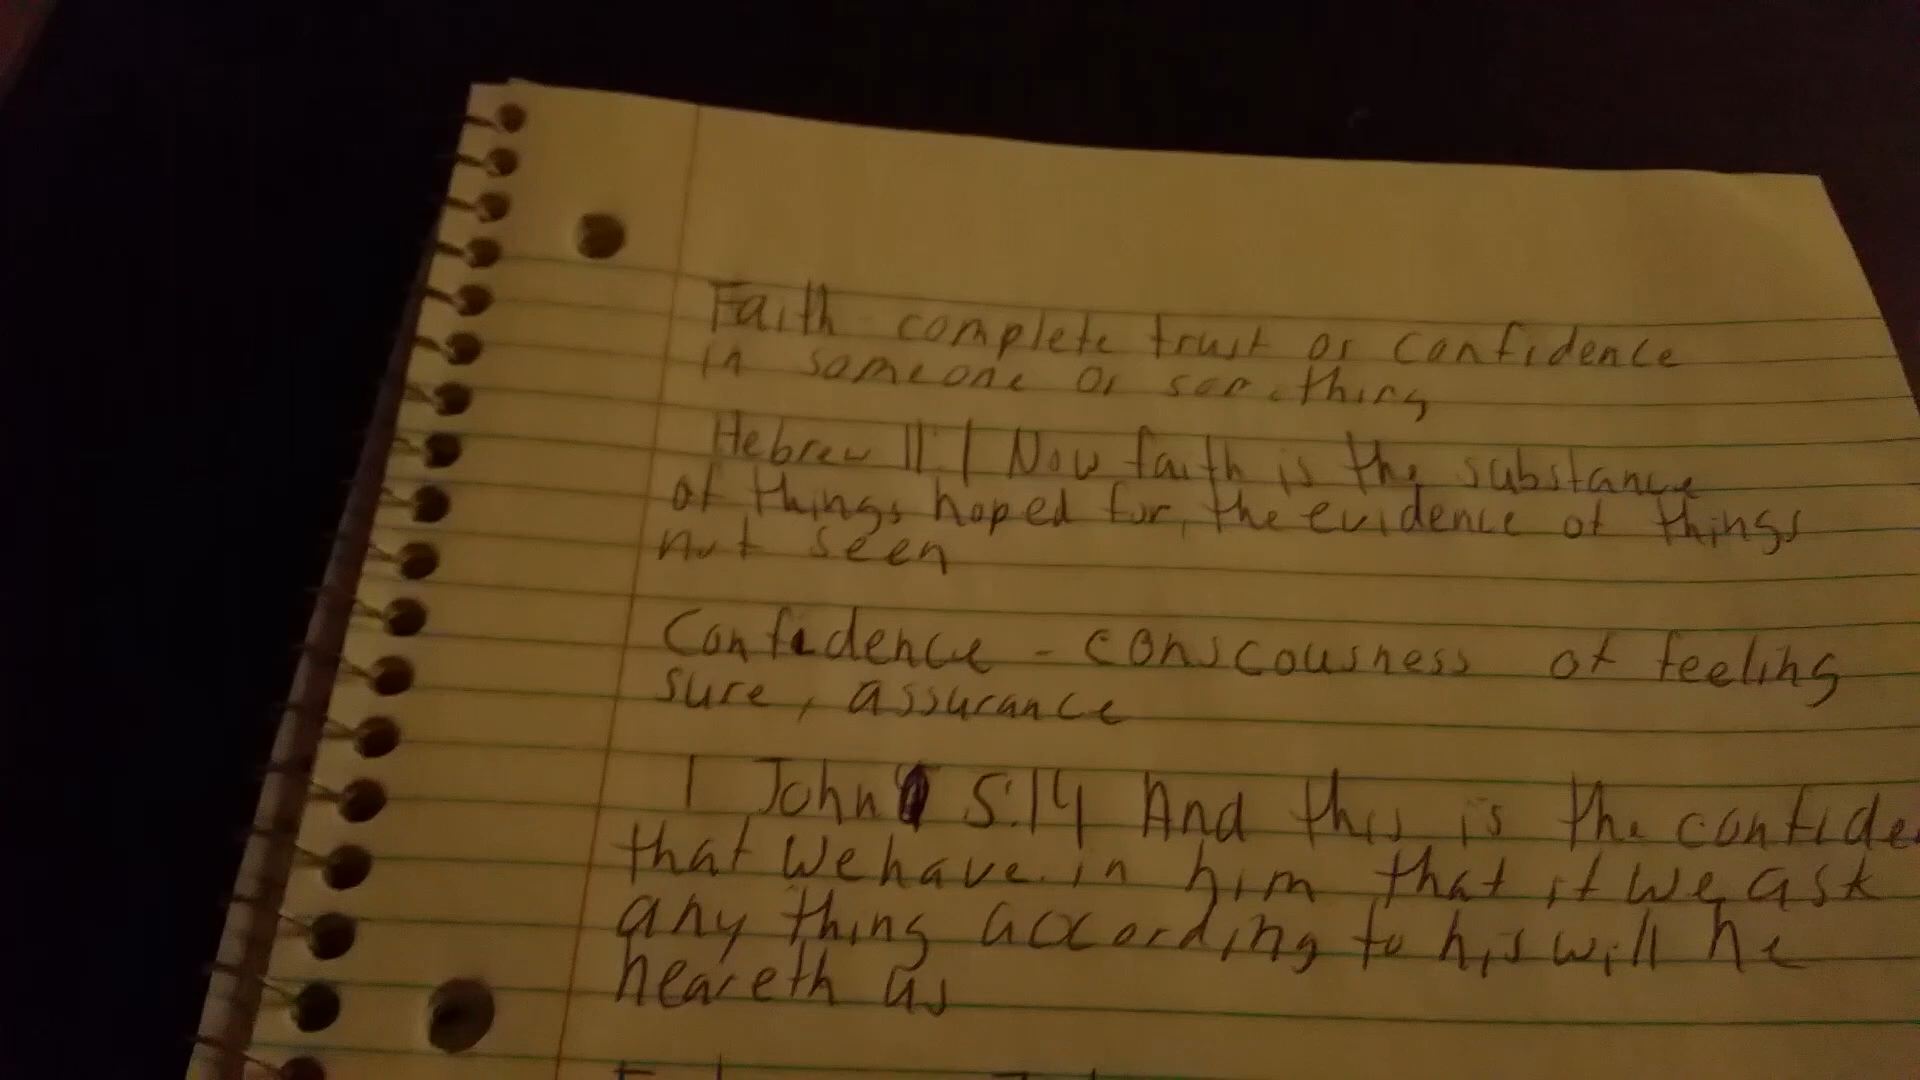 Faith complete trust or confidence
in someone or something
Hebrew 11:1 Now faith is the substance
of things hoped for, the evidence of things
not seen
Confidence - conscousness of feeling
sure, assurance
1 John 5:14 And this is the confide
that we have in him that if we ask
any thing according to his will he
heareth us